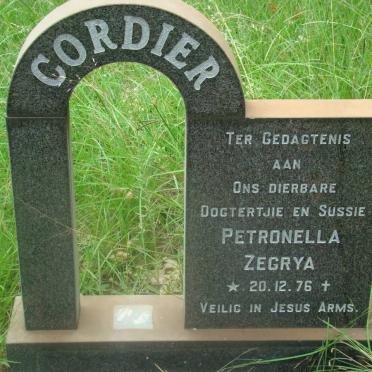 CORDIER
TER GEDAGTENIS
AAN
ONS DIERBARE
DOGTERTJIE EN SUSSIE
PETRONELLA
ZEGRYA
★ 20.12.76 ✝
VEILIG IN JESUS ARMS.